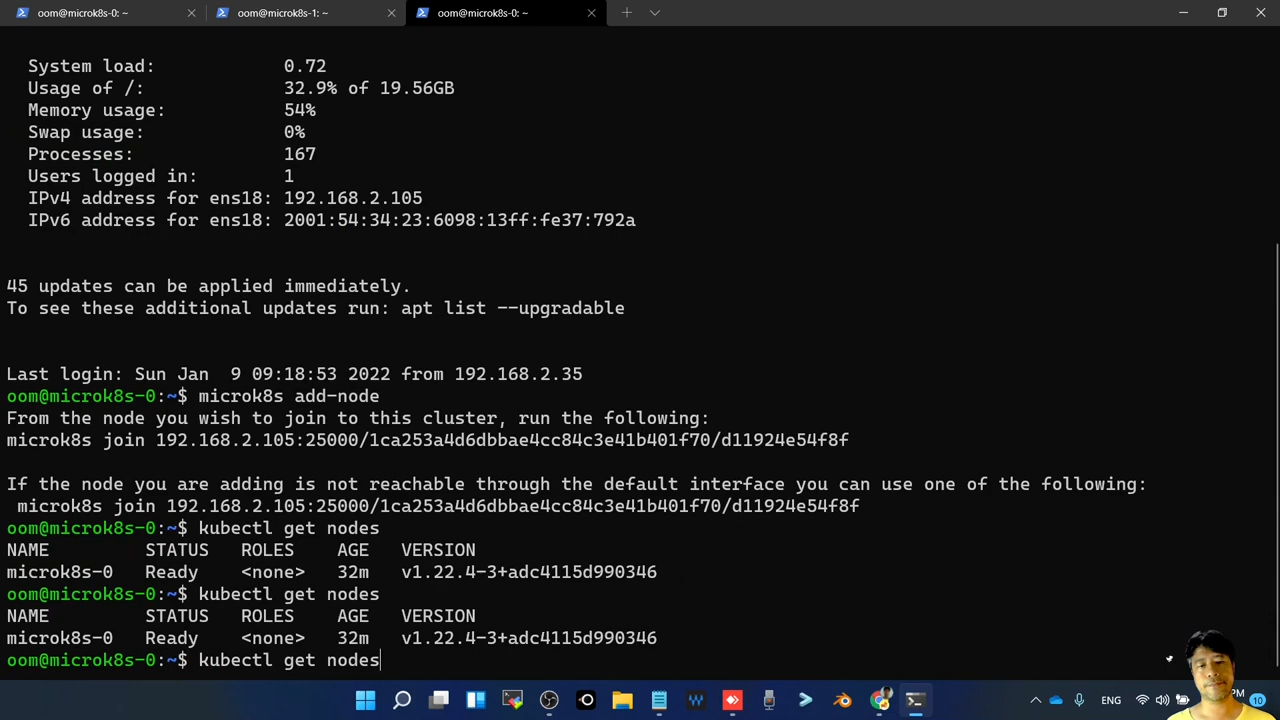 oom@microk8s-0: ~
oom@microk8s-1: ~
oom@microk8s-0: ~
System load: 0.72
Usage of /: 32.9% of 19.56GB
Memory usage: 54%
Swap usage: 0%
Processes: 167
Users logged in: 1
IPv4 address for ens18: 192.168.2.105
IPv6 address for ens18: 2001:54:34:23:6098:13ff:fe37:792a
45 updates can be applied immediately.
To see these additional updates run: apt list --upgradable
Last login: Sun Jan  9 09:18:53 2022 from 192.168.2.35
oom@microk8s-0:~$ microk8s add-node
From the node you wish to join to this cluster, run the following:
microk8s join 192.168.2.105:25000/1ca253a4d6dbbae4cc84c3e41b401f70/d11924e54f8f
If the node you are adding is not reachable through the default interface you can use one of the following:
microk8s join 192.168.2.105:25000/1ca253a4d6dbbae4cc84c3e41b401f70/d11924e54f8f
oom@microk8s-0:~$ kubectl get nodes
NAME STATUS ROLES AGE VERSION
microk8s-0 Ready <none> 32m v1.22.4-3+adc4115d990346
oom@microk8s-0:~$ kubectl get nodes
NAME STATUS ROLES AGE VERSION
microk8s-0 Ready <none> 32m v1.22.4-3+adc4115d990346
oom@microk8s-0:~$ kubectl get nodes
ENG
PM
10